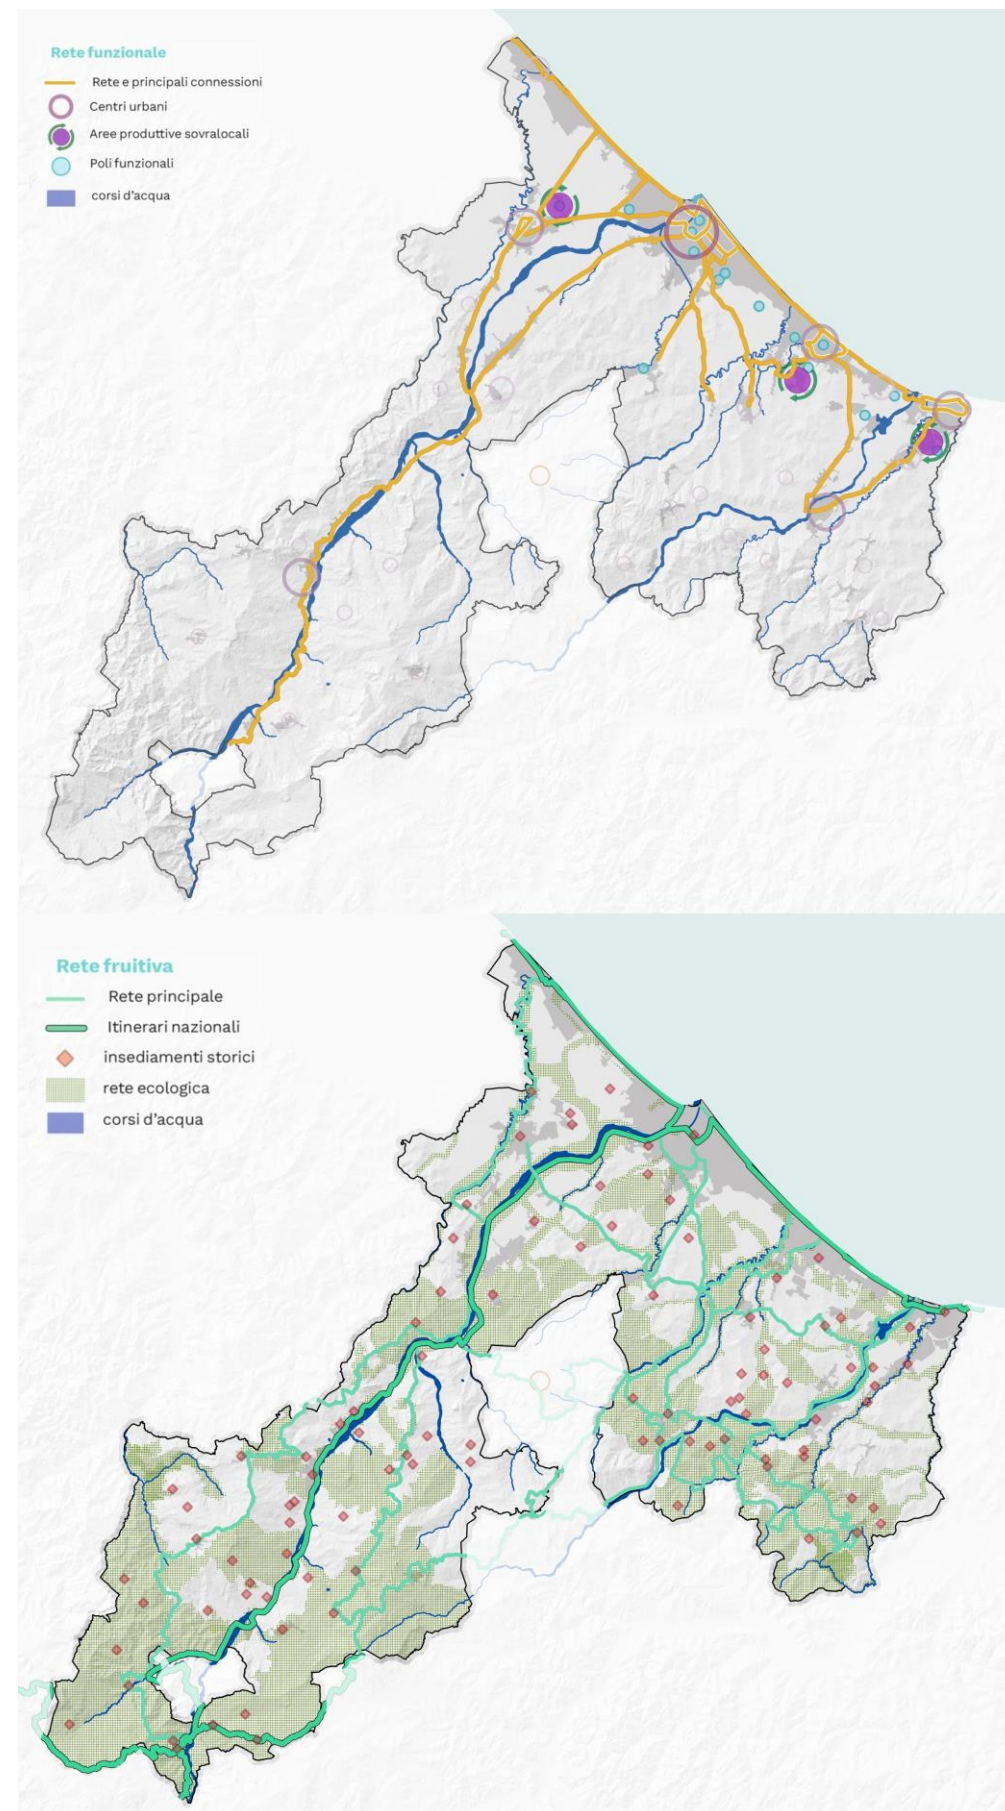 Rete funzionale
Rete e principali connessioni
Centri urbani
Aree produttive sovralocali
Poli funzionali
corsi d'acqua
Rete fruitiva
Rete principale
Itinerari nazionali
insediamenti storici
rete ecologica
corsi d'acqua